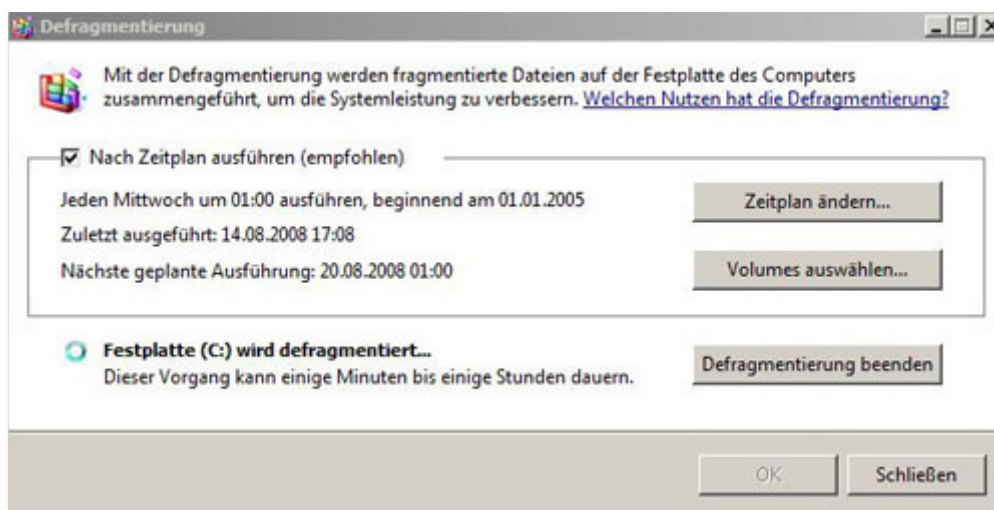 Defragmentierung
Mit der Defragmentierung werden fragmentierte Dateien auf der Festplatte des Computers
zusammengeführt, um die Systemleistung zu verbessern. Welchen Nutzen hat die Defragmentierung?
Nach Zeitplan ausführen (empfohlen)
Jeden Mittwoch um 01:00 ausführen, beginnend am 01.01.2005
Zeitplan ändern...
Zuletzt ausgeführt: 14.08.2008 17:08
Nächste geplante Ausführung: 20.08.2008 01:00
Volumes auswählen...
Festplatte (C:) wird defragmentiert...
Dieser Vorgang kann einige Minuten bis einige Stunden dauern.
Defragmentierung beenden
OK
Schließen